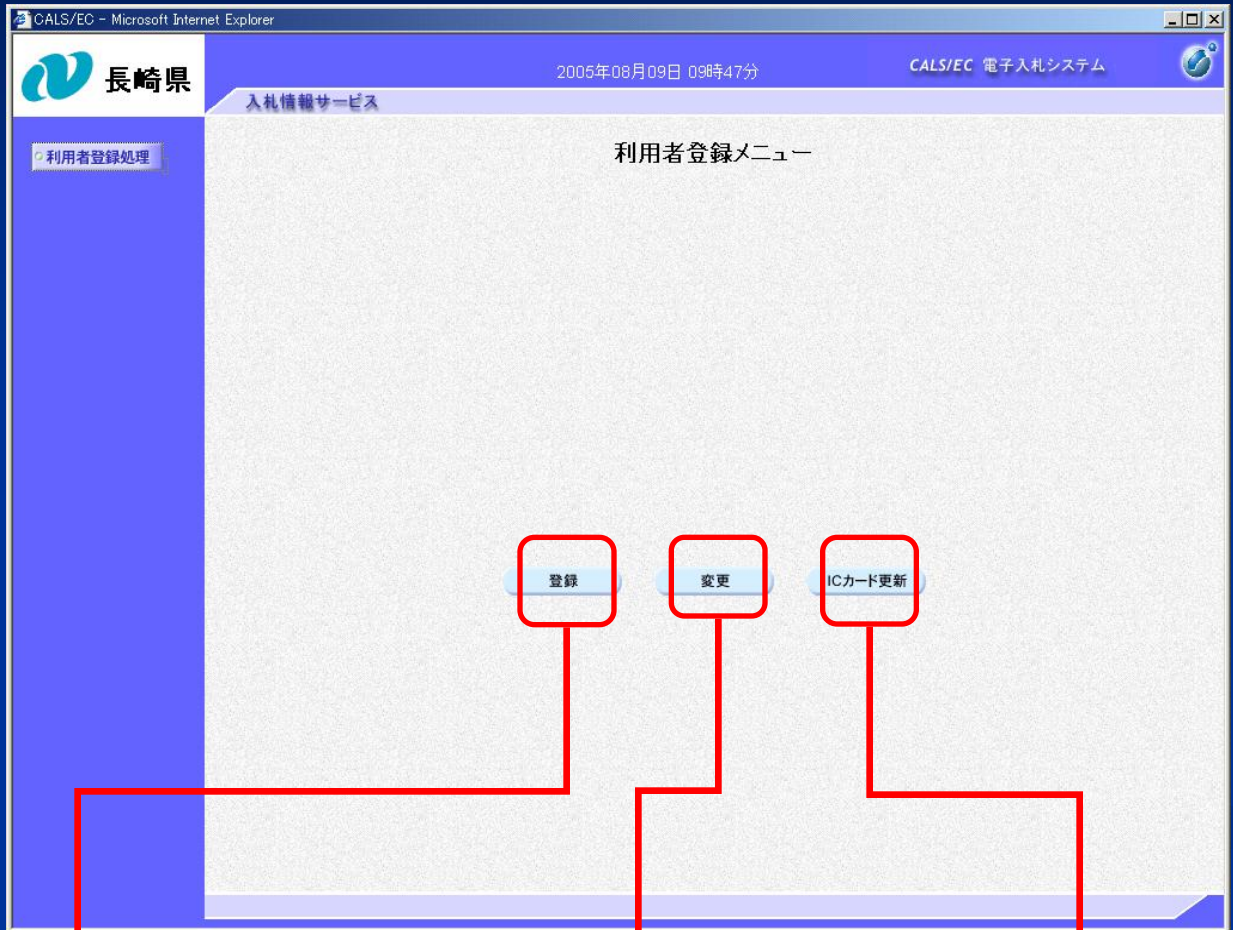 CALS/EC - Microsoft Internet Explorer
長崎県
2005年08月09日 09時47分
CALS/EC 電子入札システム
入札情報サービス
利用者登録処理
利用者登録メニュー
登録
変更
ICカード更新